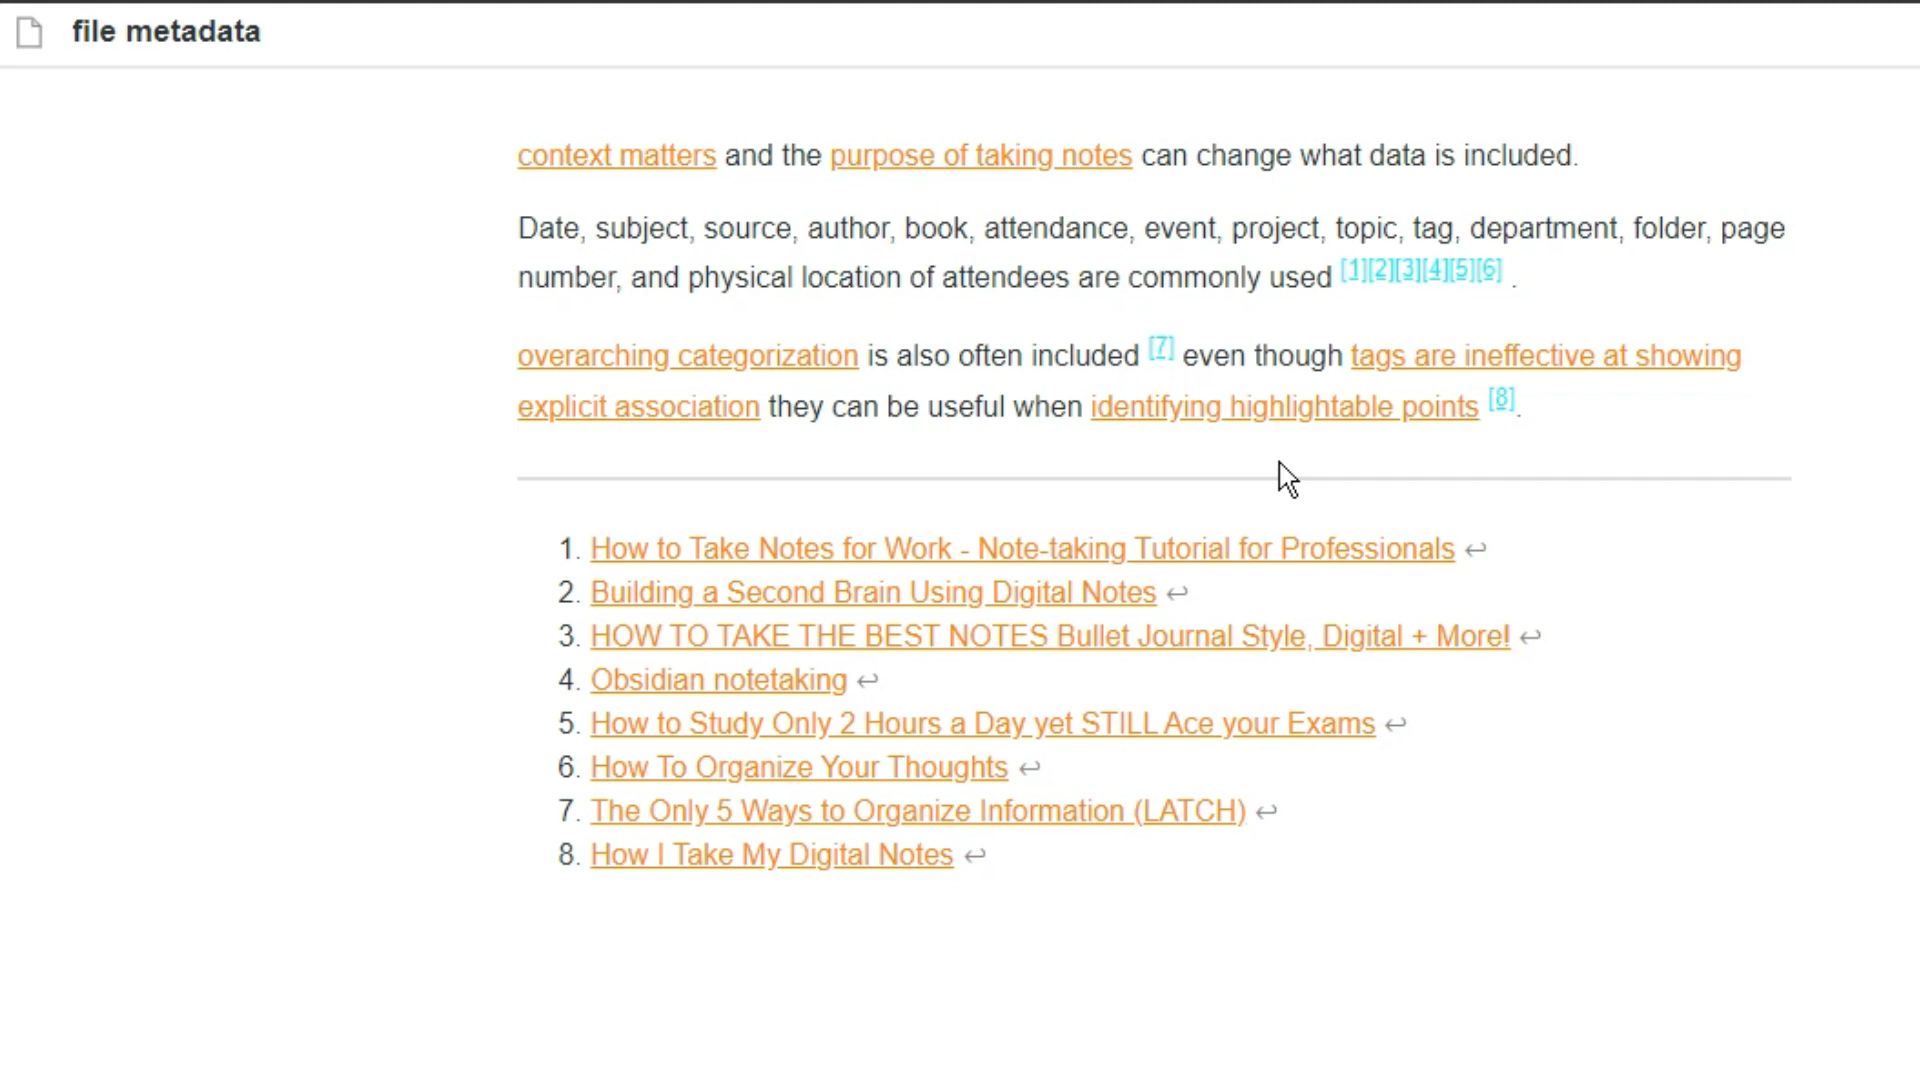 file metadata
context matters and the purpose of taking notes can change what data is included.
Date, subject, source, author, book, attendance, event, project, topic, tag, department, folder, page
number, and physical location of attendees are commonly used [1][2][3][4][5][6] .
overarching categorization is also often included [7] even though tags are ineffective at showing
explicit association they can be useful when identifying highlightable points [8].
1. How to Take Notes for Work - Note-taking Tutorial for Professionals ↩
2. Building a Second Brain Using Digital Notes ↩
3. HOW TO TAKE THE BEST NOTES Bullet Journal Style, Digital + More! ↩
4. Obsidian notetaking ↩
5. How to Study Only 2 Hours a Day yet STILL Ace your Exams ↩
6. How To Organize Your Thoughts ↩
7. The Only 5 Ways to Organize Information (LATCH) ↩
8. How I Take My Digital Notes ↩